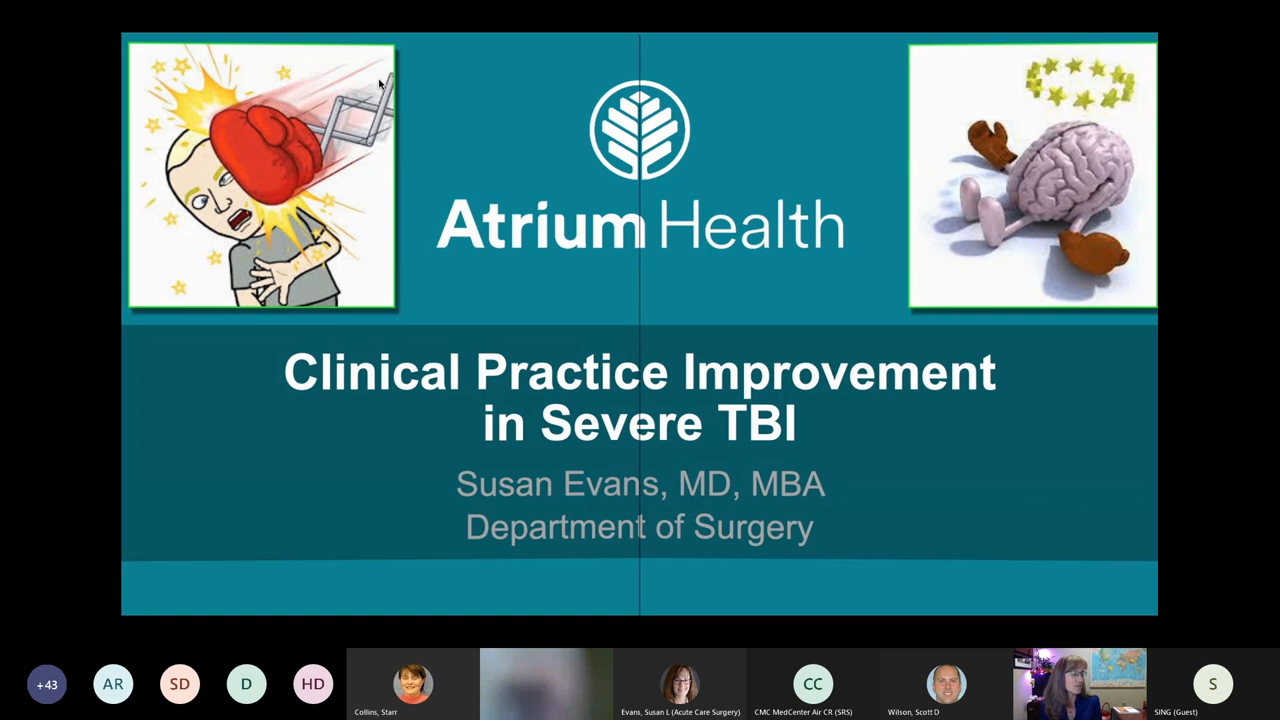 Atrium Health
Clinical Practice Improvement
in Severe TBI
Susan Evans, MD, MBA
Department of Surgery
+43
AR
SD
D
HD
Collins, Starr
Evans, Susan L (Acute Care Surgery)
CC
CMC MedCenter Air CR (SRS)
Wilson, Scott D
S
SING (Guest)